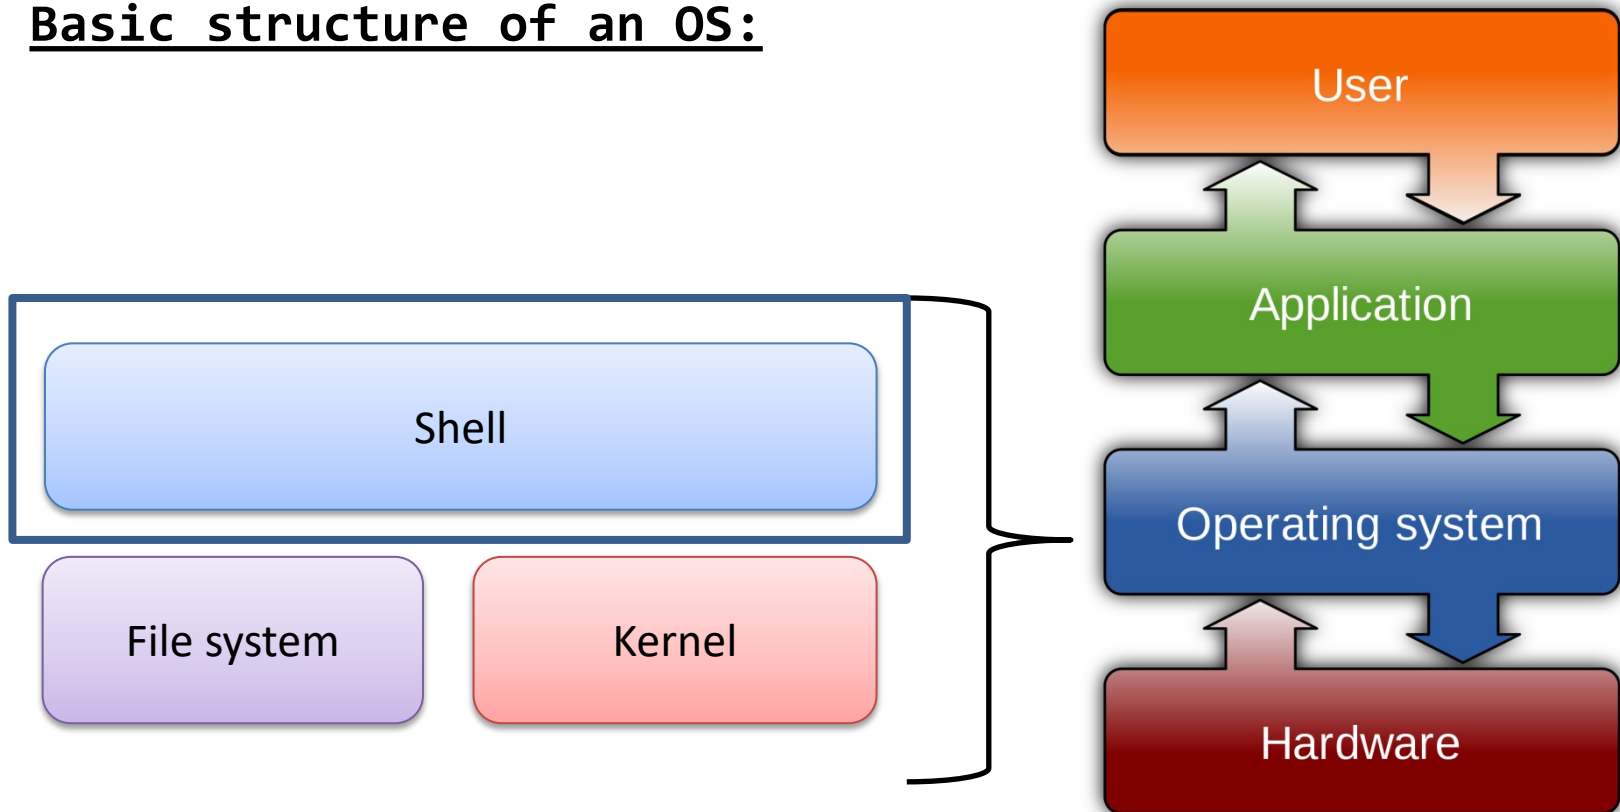 Basic structure of an OS:
User
Application
Shell
Operating system
File system
Kernel
Hardware